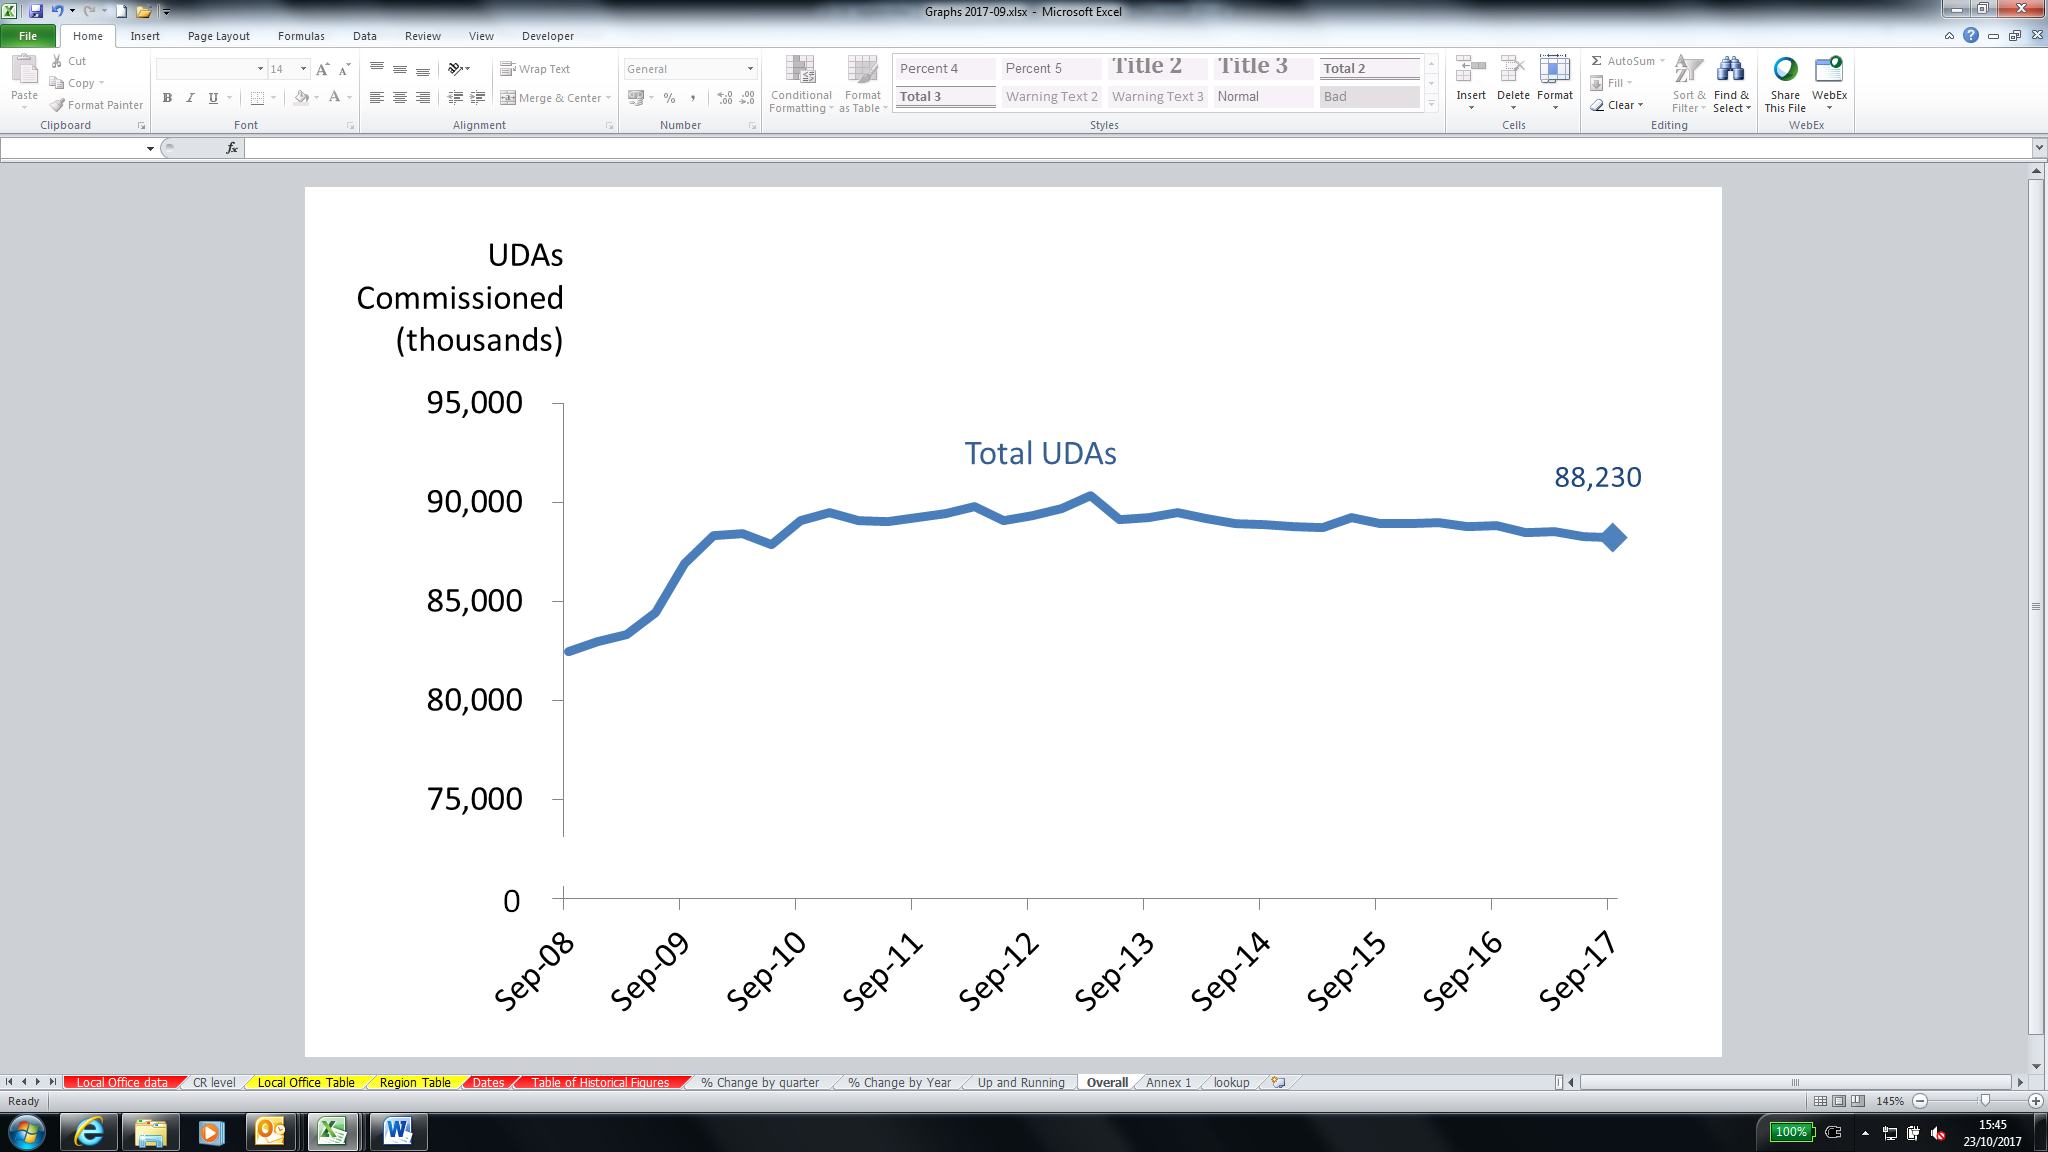 Graphs 2017-09.xlsx - Microsoft Excel
File Home Insert Page Layout Formulas Data Review View Developer
Paste
Cut
Copy
Format Painter
Clipboard
14
A A
B I U
A
Font
Wrap Text
Merge & Center
Alignment
General
% , .00 .0
Number
Conditional Formatting
Format as Table
Percent 4 Percent 5 Title 2 Title 3 Total 2
Total 3 Warning Text 2 Warning Text 3 Normal Bad
Styles
Insert Delete Format
Cells
Σ AutoSum
Fill
Clear
Sort & Filter
Find & Select
Editing
Share This File
WebEx
WebEx
fx
UDAs
Commissioned
(thousands)
95,000
90,000
85,000
80,000
75,000
0
Total UDAs
88,230
Sep-08 Sep-09 Sep-10 Sep-11 Sep-12 Sep-13 Sep-14 Sep-15 Sep-16 Sep-17
Local Office data CR level Local Office Table Region Table Dates Table of Historical Figures % Change by quarter % Change by Year Up and Running Overall Annex 1 lookup
Ready
145%
100%
15:45
23/10/2017